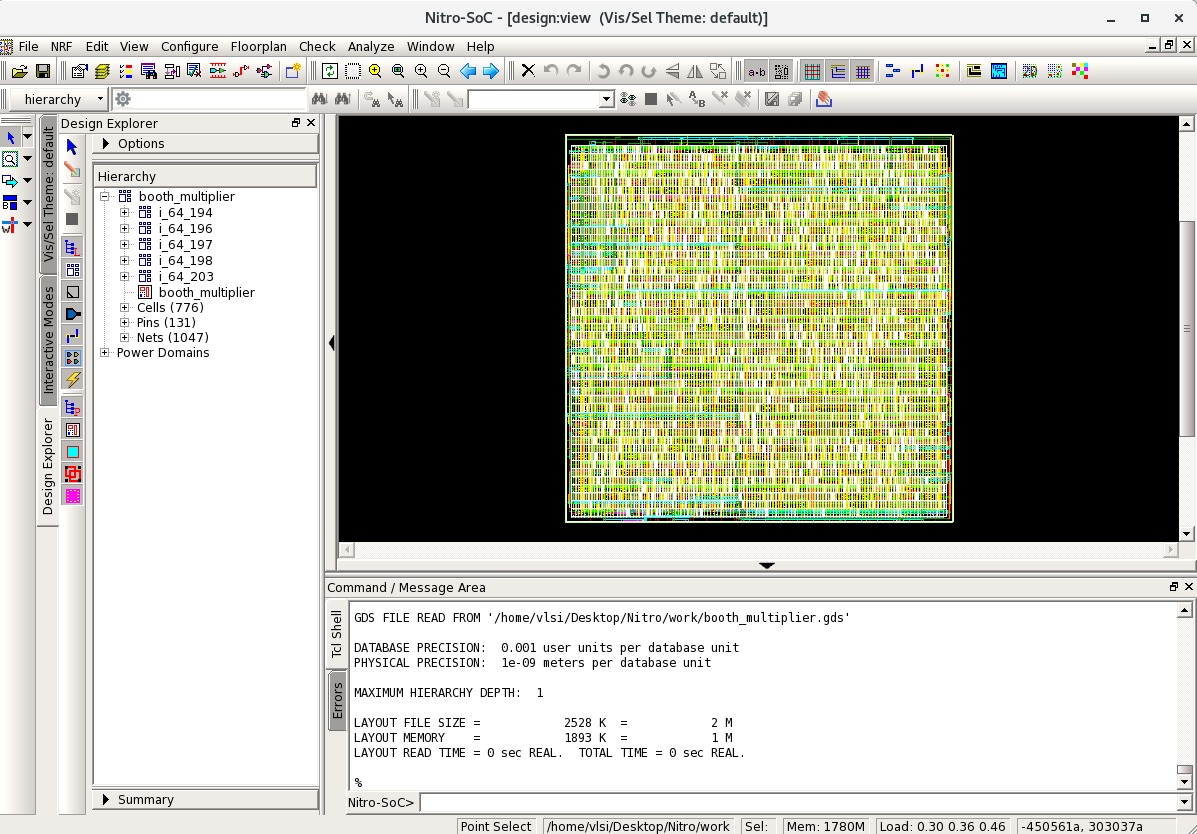 Nitro-SoC - [design:view  (Vis/Sel Theme: default)]
File NRF Edit View Configure Floorplan Check Analyze Window Help
a•b
hierarchy
A B
Vis/Sel Theme: default
Interactive Modes
Design Explorer
Design Explorer
Options
Hierarchy
booth_multiplier
i_64_194
i_64_196
i_64_197
i_64_198
i_64_203
booth_multiplier
Cells (776)
Pins (131)
Nets (1047)
Power Domains
Summary
Command / Message Area
Tcl Shell
Errors
GDS FILE READ FROM '/home/vlsi/Desktop/Nitro/work/booth_multiplier.gds'
DATABASE PRECISION:  0.001 user units per database unit
PHYSICAL PRECISION:  1e-09 meters per database unit
MAXIMUM HIERARCHY DEPTH:  1
LAYOUT FILE SIZE =           2528 K  =           2 M
LAYOUT MEMORY    =           1893 K  =           1 M
LAYOUT READ TIME = 0 sec REAL.  TOTAL TIME = 0 sec REAL.
%
Nitro-SoC>
Point Select /home/vlsi/Desktop/Nitro/work Sel: Mem: 1780M Load: 0.30 0.36 0.46 -450561a, 303037a